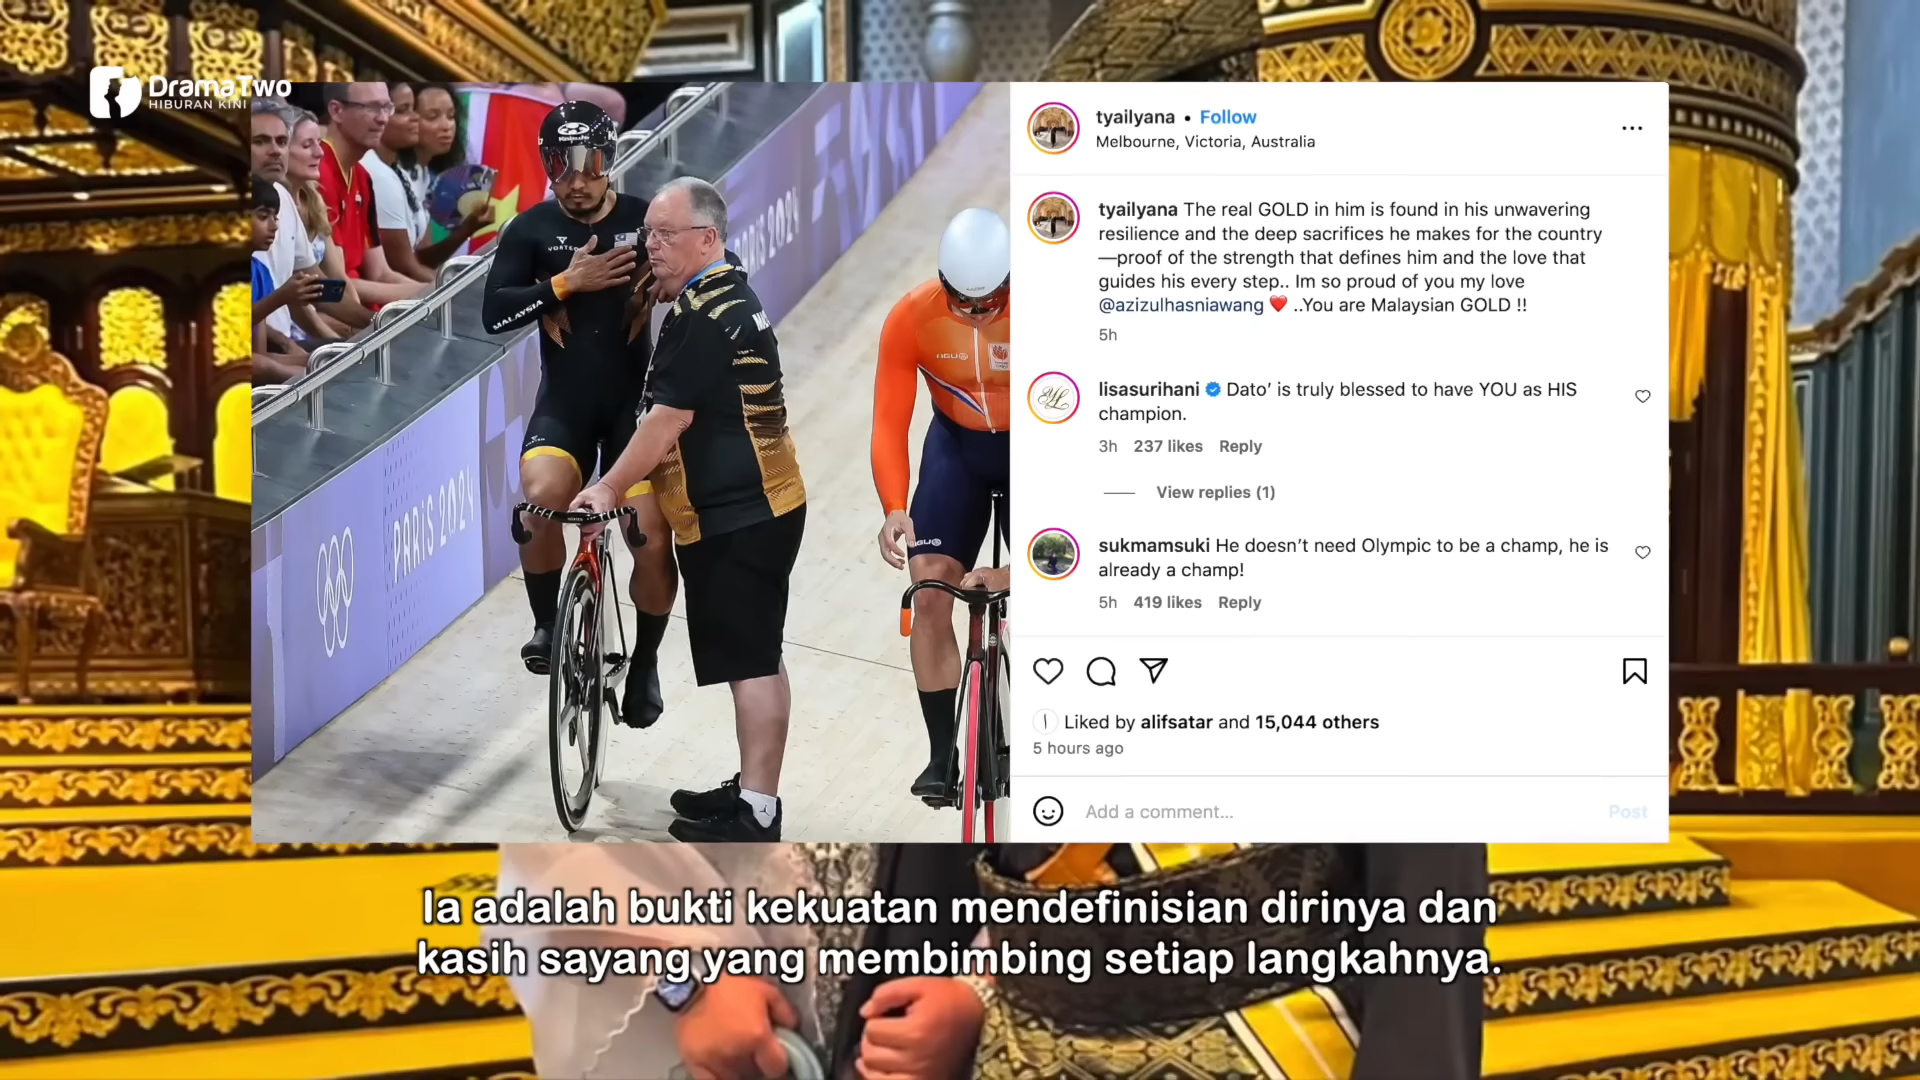 DramaTwo
HIBURAN KINI
tyailyana • Follow
Melbourne, Victoria, Australia
tyailyana The real GOLD in him is found in his unwavering
resilience and the deep sacrifices he makes for the country
—proof of the strength that defines him and the love that
guides his every step.. Im so proud of you my love
@azizulhasniawang ❤️ ..You are Malaysian GOLD !!
5h
lisasurihani Dato’ is truly blessed to have YOU as HIS
champion.
3h 237 likes Reply
View replies (1)
sukmamsuki He doesn’t need Olympic to be a champ, he is
already a champ!
5h 419 likes Reply
Liked by alifsatar and 15,044 others
5 hours ago
Add a comment...
Post
VORTEQ
MALAYSIA
PARIS 2024
PARIS 2024
AGU
AGU
Ia adalah bukti kekuatan mendefinisian dirinya dan
kasih sayang yang membimbing setiap langkahnya.